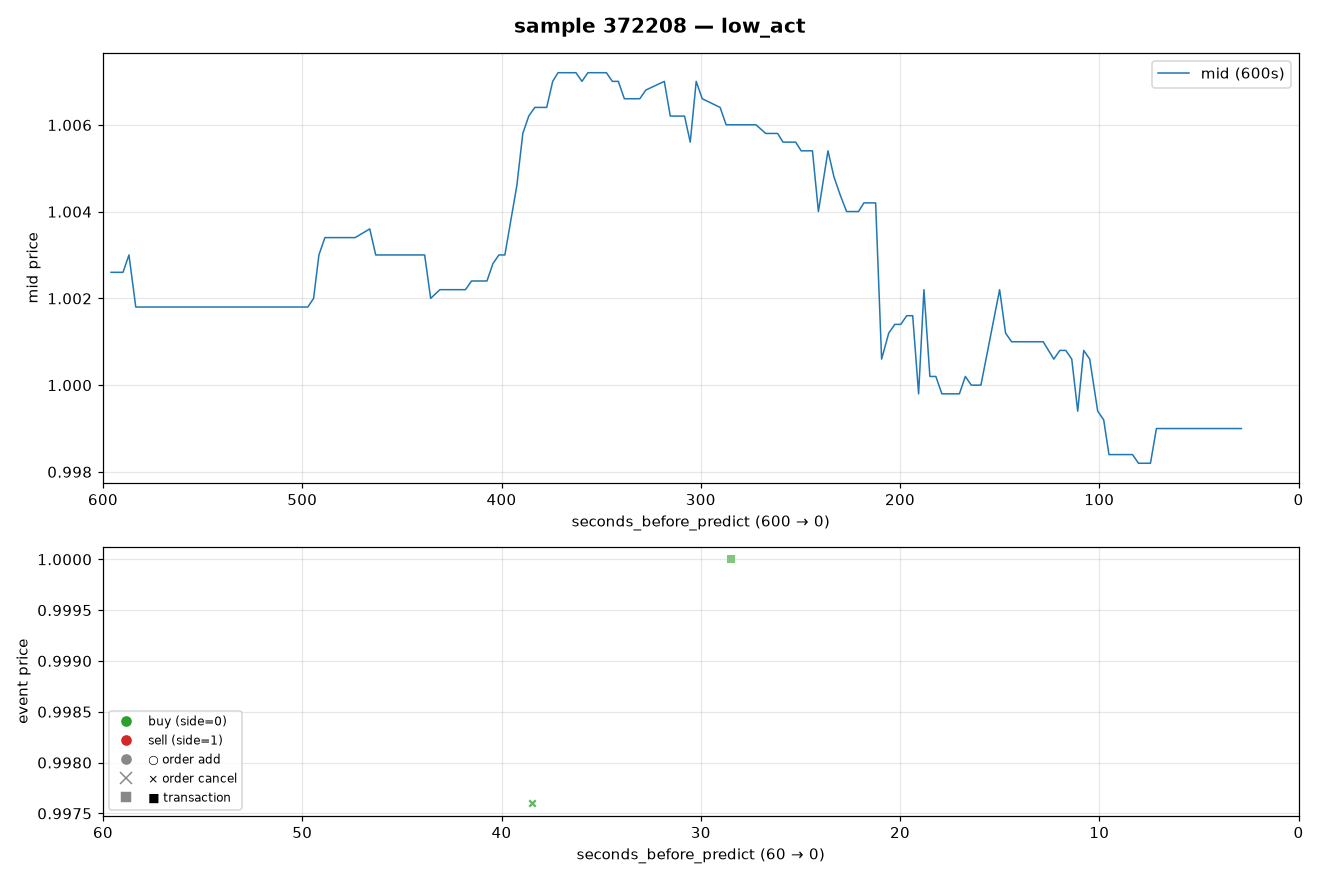 sample 372208 — low_act
mid price
1.006
1.004
1.002
1.000
0.998
mid (600s)
600 500 400 300 200 100 0
seconds_before_predict (600 → 0)
event price
1.0000
0.9995
0.9990
0.9985
0.9980
0.9975
buy (side=0)
sell (side=1)
○ order add
× order cancel
■ transaction
60 50 40 30 20 10 0
seconds_before_predict (60 → 0)